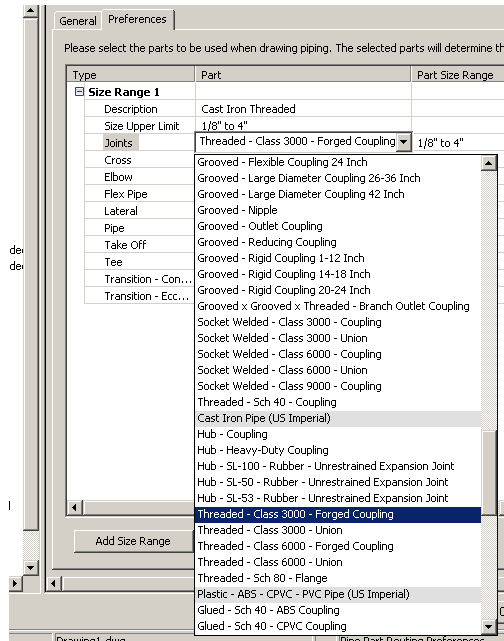 General Preferences
Please select the parts to be used when drawing piping. The selected parts will determine th
Type Part Part Size Range
Size Range 1
Description Cast Iron Threaded
Size Upper Limit 1/8" to 4"
Joints Threaded - Class 3000 - Forged Coupling 1/8" to 4"
Cross
Elbow
Flex Pipe
Lateral
Pipe
Take Off
Tee
Transition - Con...
Transition - Ecc...
Grooved - Flexible Coupling 24 Inch
Grooved - Large Diameter Coupling 26-36 Inch
Grooved - Large Diameter Coupling 42 Inch
Grooved - Nipple
Grooved - Outlet Coupling
Grooved - Reducing Coupling
Grooved - Rigid Coupling 1-12 Inch
Grooved - Rigid Coupling 14-18 Inch
Grooved - Rigid Coupling 20-24 Inch
Grooved x Grooved x Threaded - Branch Outlet Coupling
Socket Welded - Class 3000 - Coupling
Socket Welded - Class 3000 - Union
Socket Welded - Class 6000 - Coupling
Socket Welded - Class 6000 - Union
Socket Welded - Class 9000 - Coupling
Threaded - Sch 40 - Coupling
Cast Iron Pipe (US Imperial)
Hub - Coupling
Hub - Heavy-Duty Coupling
Hub - SL-100 - Rubber - Unrestrained Expansion Joint
Hub - SL-50 - Rubber - Unrestrained Expansion Joint
Hub - SL-53 - Rubber - Unrestrained Expansion Joint
Threaded - Class 3000 - Forged Coupling
Threaded - Class 3000 - Union
Threaded - Class 6000 - Forged Coupling
Threaded - Class 6000 - Union
Threaded - Sch 80 - Flange
Plastic - ABS - CPVC - PVC Pipe (US Imperial)
Glued - Sch 40 - ABS Coupling
Glued - Sch 40 - CPVC Coupling
dec
dec
Add Size Range
Drawing1.dwg Pipe Part Routing Preferences